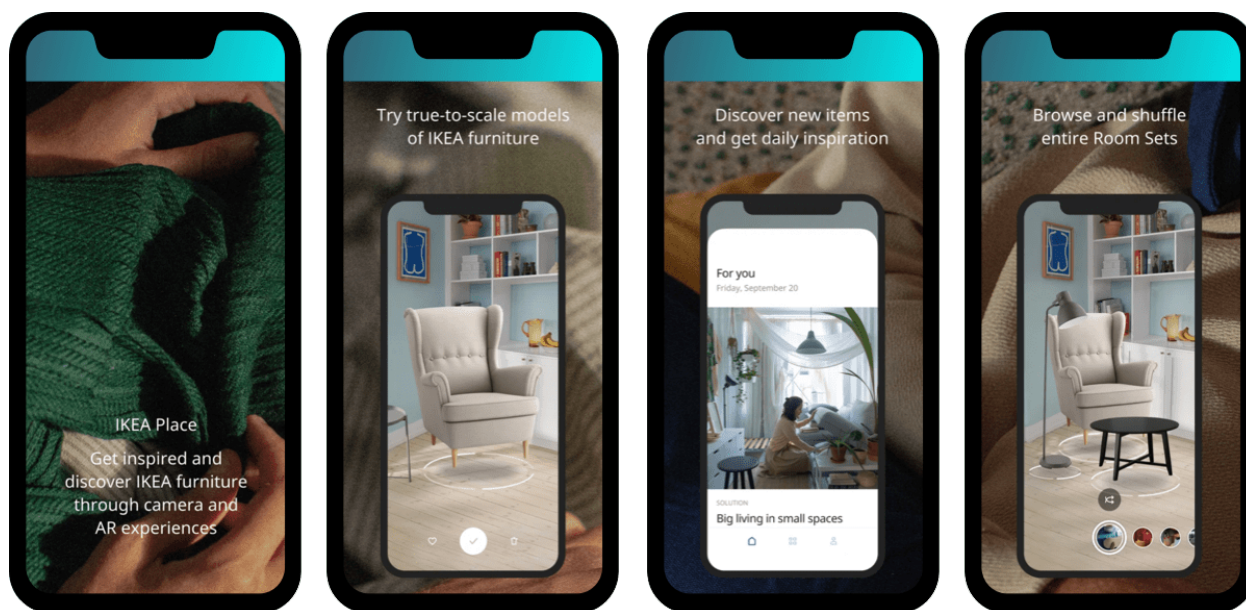 IKEA Place
Get inspired and
discover IKEA furniture
through camera and
AR experiences
Try true-to-scale models
of IKEA furniture
Discover new items
and get daily inspiration
For you
Friday, September 20
SOLUTION
Big living in small spaces
Browse and shuffle
entire Room Sets